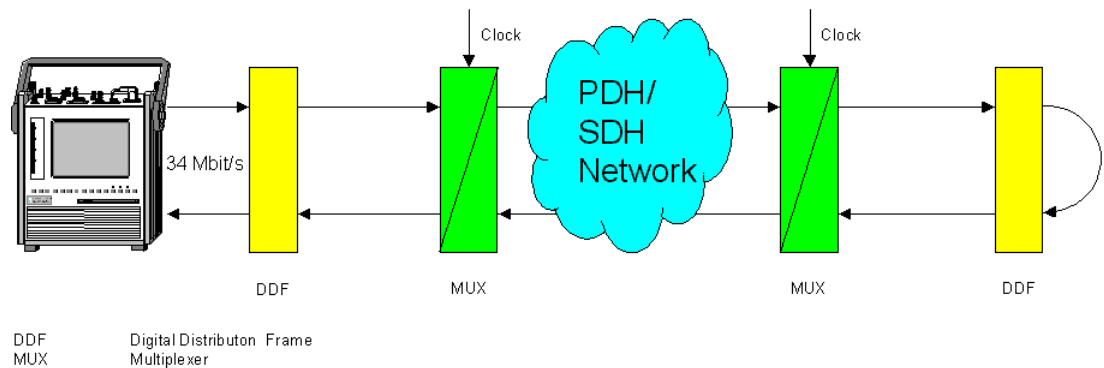 Clock
Clock
PDH/
SDH
Network
34 Mbit/s
DDF
MUX
MUX
DDF
DDF Digital Distributon Frame
MUX Multiplexer